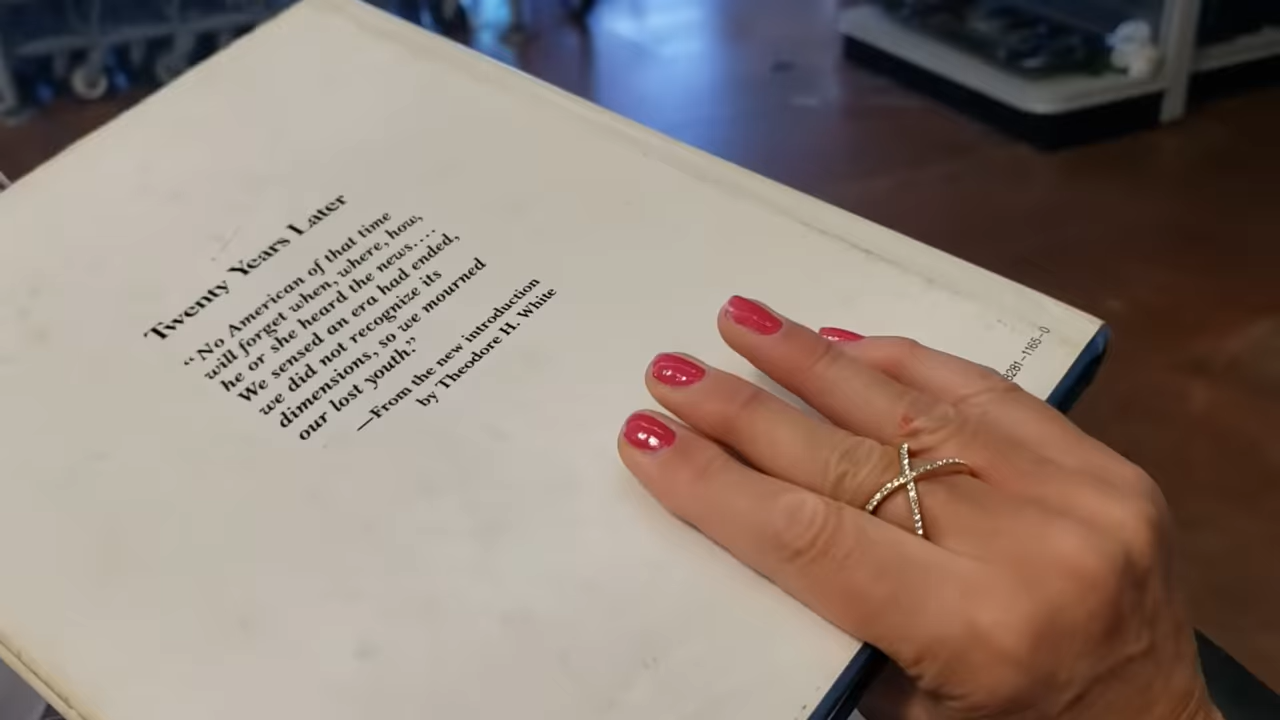 Twenty Years Later
“No American of that time
will forget when, where, how,
he or she heard the news....
We sensed an era had ended,
we did not recognize its
dimensions, so we mourned
our lost youth.”
—From the new introduction
by Theodore H. White
8281-1165-0